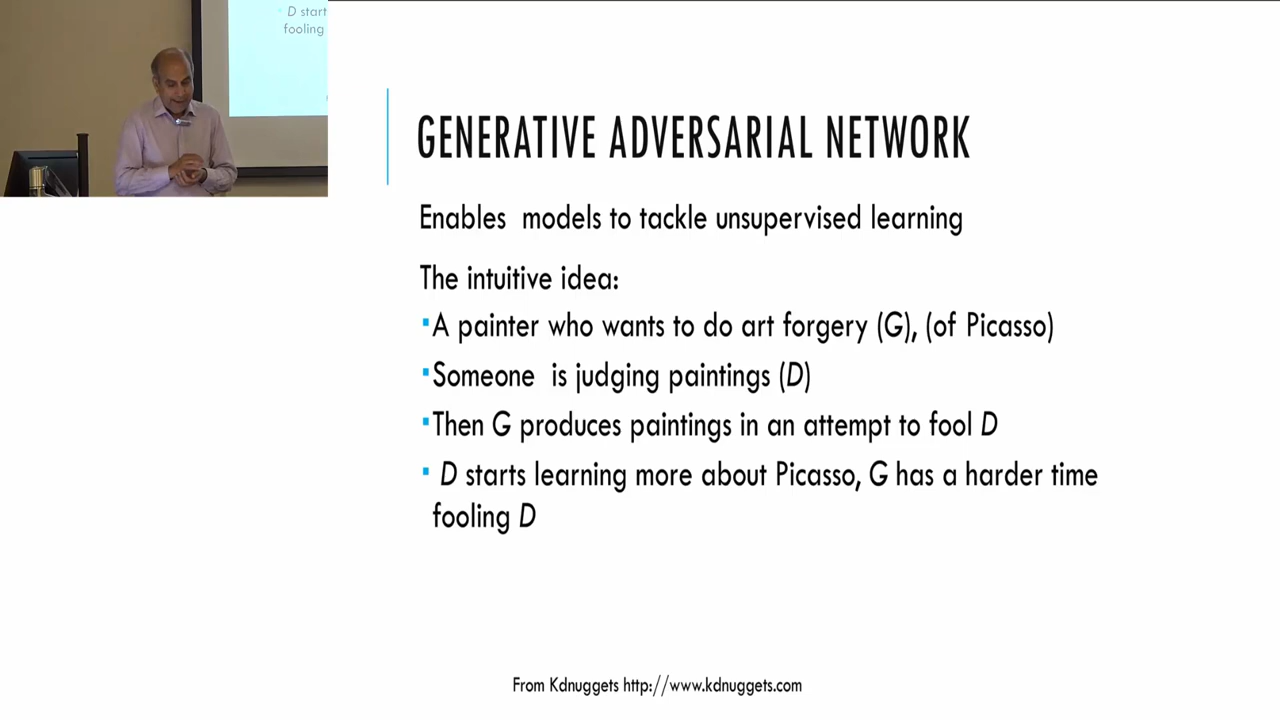 D start
fooling
GENERATIVE ADVERSARIAL NETWORK
Enables models to tackle unsupervised learning
The intuitive idea:
▪A painter who wants to do art forgery (G), (of Picasso)
▪Someone is judging paintings (D)
▪Then G produces paintings in an attempt to fool D
▪ D starts learning more about Picasso, G has a harder time
fooling D
From Kdnuggets http://www.kdnuggets.com